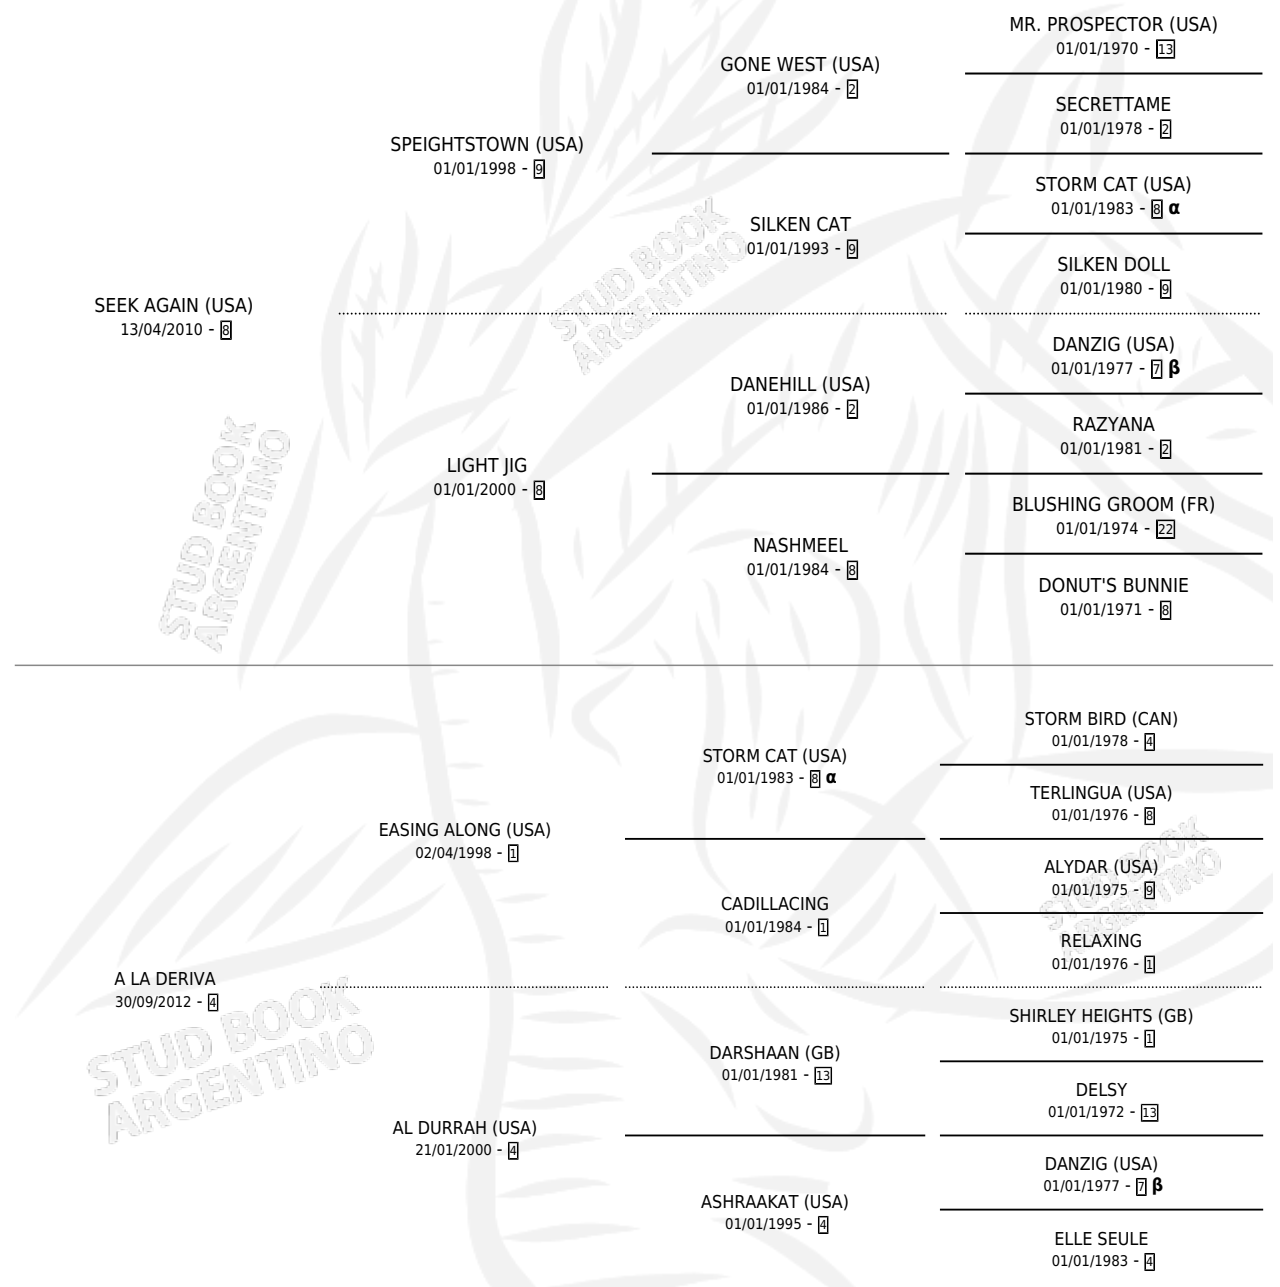 MR. PROSPECTOR (USA)
01/01/1970 - 13
GONE WEST (USA)
01/01/1984 - 2
SECRETTAME
01/01/1978 - 2
SPEIGHTSTOWN (USA)
01/01/1998 - 9
STORM CAT (USA)
01/01/1983 - 8 α
SILKEN CAT
01/01/1993 - 9
SILKEN DOLL
01/01/1980 - 9
SEEK AGAIN (USA)
13/04/2010 - 8
DANZIG (USA)
01/01/1977 - 7 β
DANEHILL (USA)
01/01/1986 - 2
RAZYANA
01/01/1981 - 2
LIGHT JIG
01/01/2000 - 8
BLUSHING GROOM (FR)
01/01/1974 - 22
NASHMEEL
01/01/1984 - 8
DONUT'S BUNNIE
01/01/1971 - 8
STORM BIRD (CAN)
01/01/1978 - 4
STORM CAT (USA)
01/01/1983 - 8 α
TERLINGUA (USA)
01/01/1976 - 8
EASING ALONG (USA)
02/04/1998 - 1
ALYDAR (USA)
01/01/1975 - 9
CADILLACING
01/01/1984 - 1
RELAXING
01/01/1976 - 1
A LA DERIVA
30/09/2012 - 4
SHIRLEY HEIGHTS (GB)
01/01/1975 - 1
DARSHAAN (GB)
01/01/1981 - 13
DELSY
01/01/1972 - 13
AL DURRAH (USA)
21/01/2000 - 4
DANZIG (USA)
01/01/1977 - 7 β
ASHRAAKAT (USA)
01/01/1995 - 4
ELLE SEULE
01/01/1983 - 4
STUD BOOK
ARGENTINO
STUD BOOK
ARGENTINO
STUD BOOK
ARGENTINO
STUD BOOK
ARGENTINO